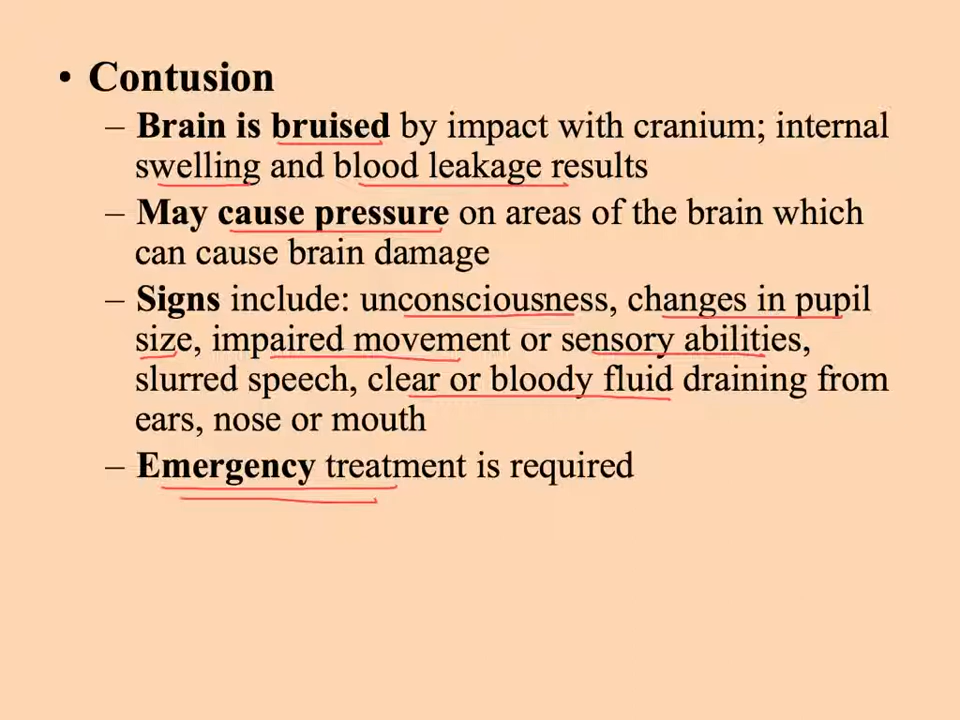 • Contusion
– Brain is bruised by impact with cranium; internal
swelling and blood leakage results
– May cause pressure on areas of the brain which
can cause brain damage
– Signs include: unconsciousness, changes in pupil
size, impaired movement or sensory abilities,
slurred speech, clear or bloody fluid draining from
ears, nose or mouth
– Emergency treatment is required